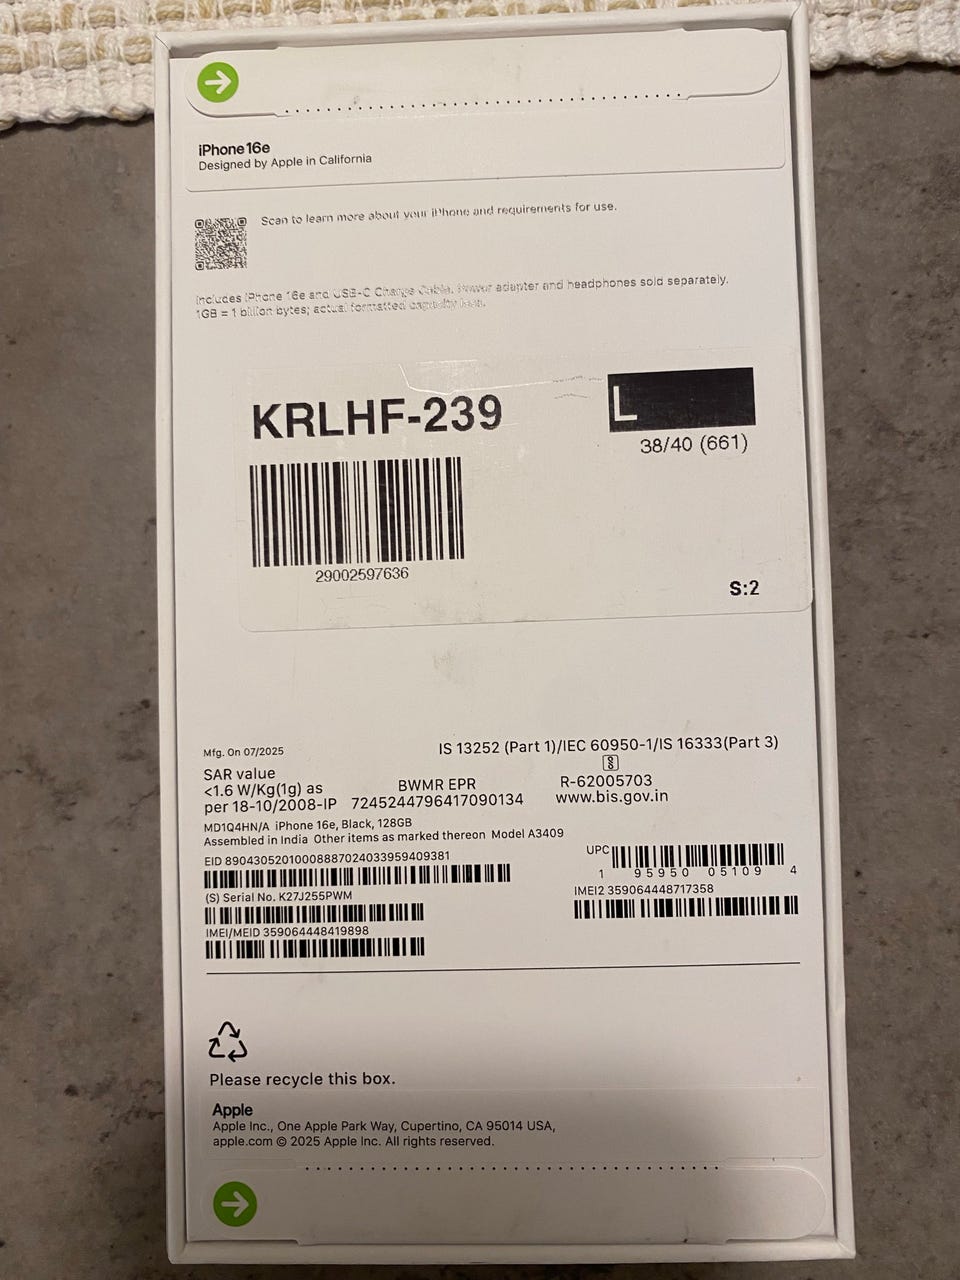 iPhone 16e
Designed by Apple in California
Scan to learn more about your iPhone and requirements for use.
Includes iPhone 16e and USB-C Charge Cable. Power adapter and headphones sold separately.
1GB = 1 billion bytes; actual formatted capacity less.
KRLHF-239
L
38/40 (661)
29002597636
S:2
Mfg. On 07/2025
IS 13252 (Part 1)/IEC 60950-1/IS 16333(Part 3)
SAR value
<1.6 W/Kg(1g) as
per 18-10/2008-IP
BWMR EPR
7245244796417090134
R-62005703
www.bis.gov.in
MD1Q4HN/A iPhone 16e, Black, 128GB
Assembled in India Other items as marked thereon Model A3409
EID 89043052010008887024033959409381
UPC
1 95950 05109 4
(S) Serial No. K27J255PWM
IMEI2 359064448717358
IMEI/MEID 359064448419898
Please recycle this box.
Apple
Apple Inc., One Apple Park Way, Cupertino, CA 95014 USA,
apple.com © 2025 Apple Inc. All rights reserved.